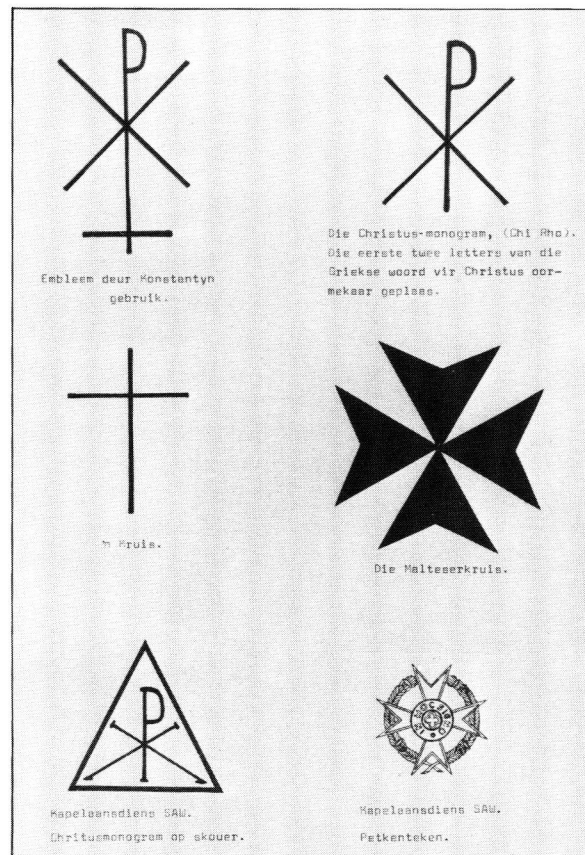 Embleem deur Konstantyn
gebruik.
Die Christus-monogram, (Chi Rho).
Die eerste twee letters van die
Griekse woord vir Christus oor-
mekaar geplaas.
'n Kruis.
Die Malteserkruis.
Kapelaansdiens SAW.
Chritusmonogram op skouer.
Kapelaansdiens SAW.
Petkenteken.